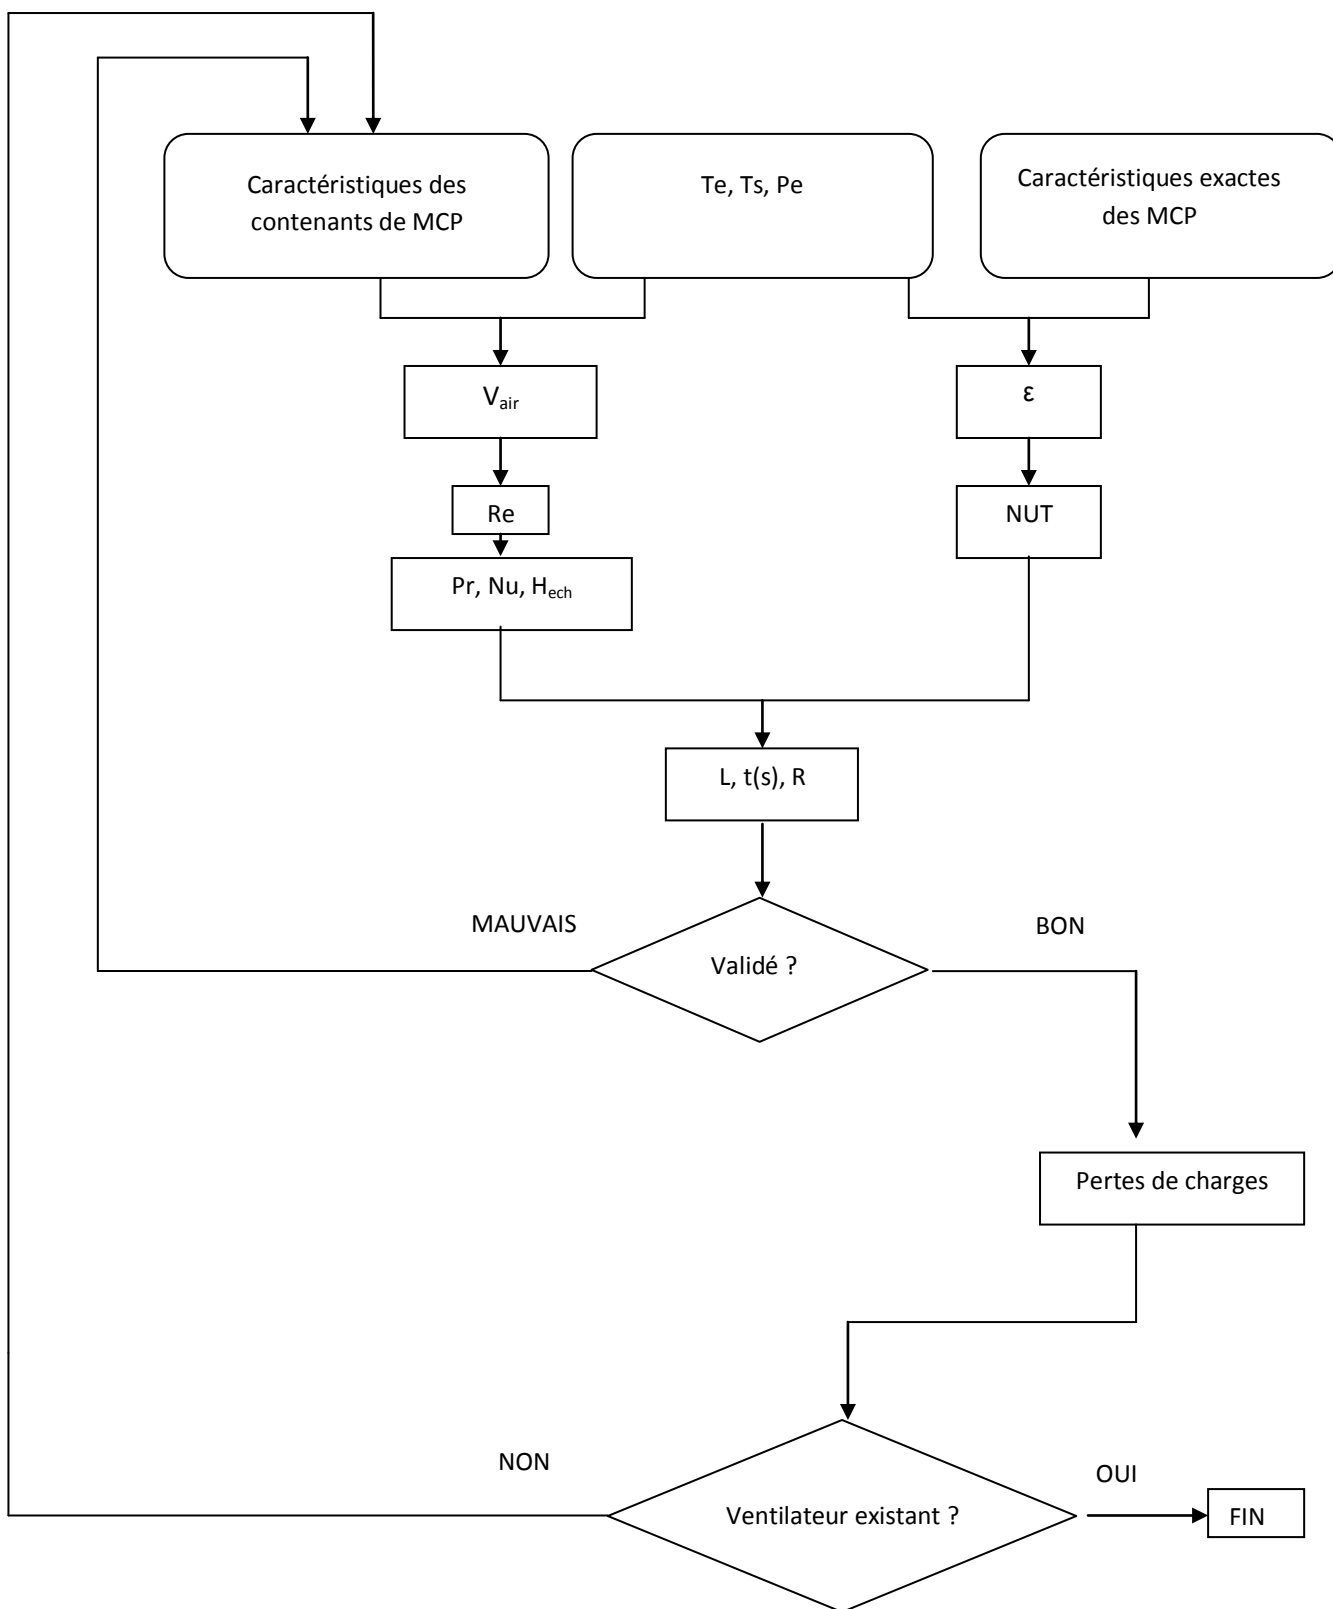 Caractéristiques des
contenants de MCP
Te, Ts, Pe
Caractéristiques exactes
des MCP
Vair
ε
Re
NUT
Pr, Nu, Hech
L, t(s), R
MAUVAIS
BON
Validé ?
Pertes de charges
NON
OUI
Ventilateur existant ?
FIN